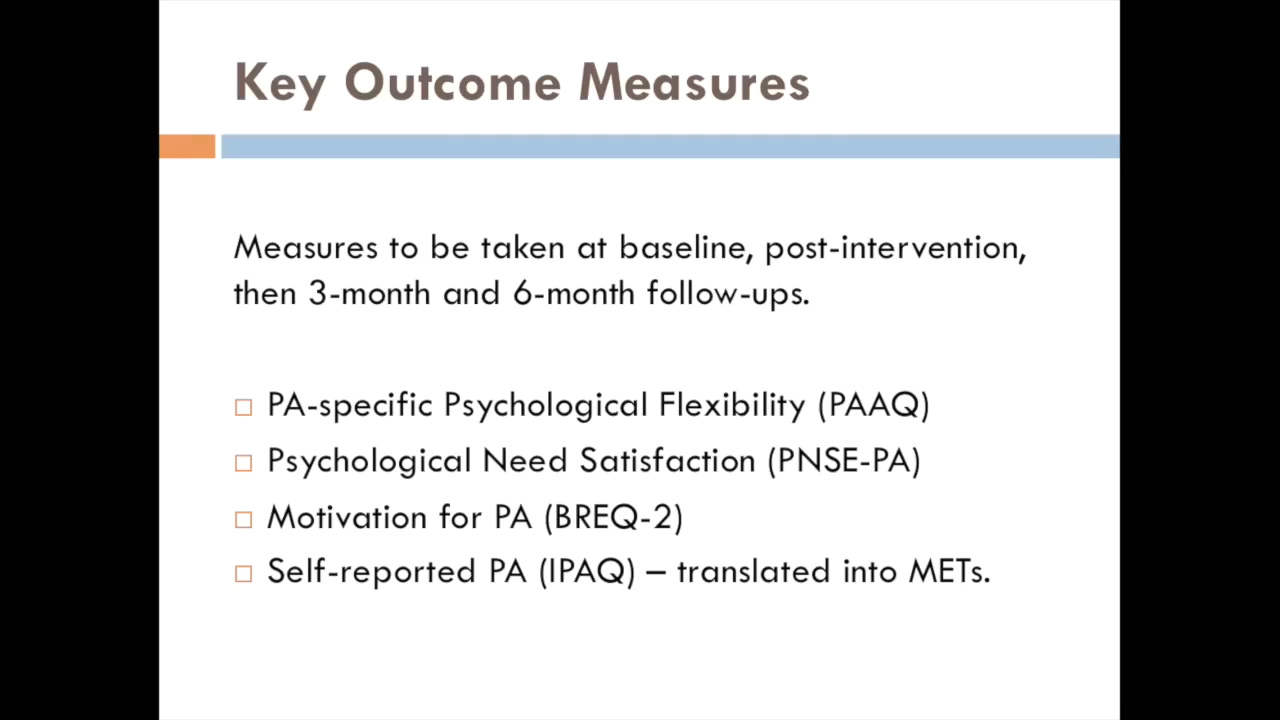 Key Outcome Measures
Measures to be taken at baseline, post-intervention,
then 3-month and 6-month follow-ups.
PA-specific Psychological Flexibility (PAAQ)
Psychological Need Satisfaction (PNSE-PA)
Motivation for PA (BREQ-2)
Self-reported PA (IPAQ) – translated into METs.